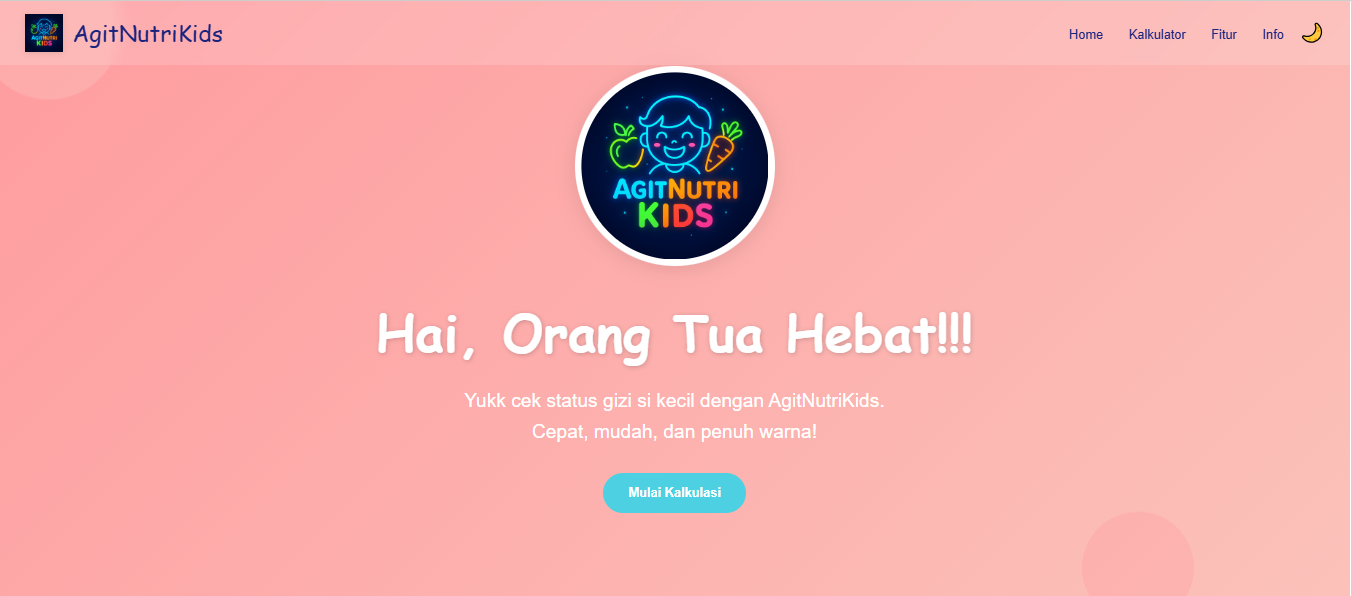 AGITNUTRI
KIDS
AgitNutriKids
Home
Kalkulator
Fitur
Info
AGITNUTRI
KIDS
Hai, Orang Tua Hebat!!!
Yukk cek status gizi si kecil dengan AgitNutriKids.
Cepat, mudah, dan penuh warna!
Mulai Kalkulasi